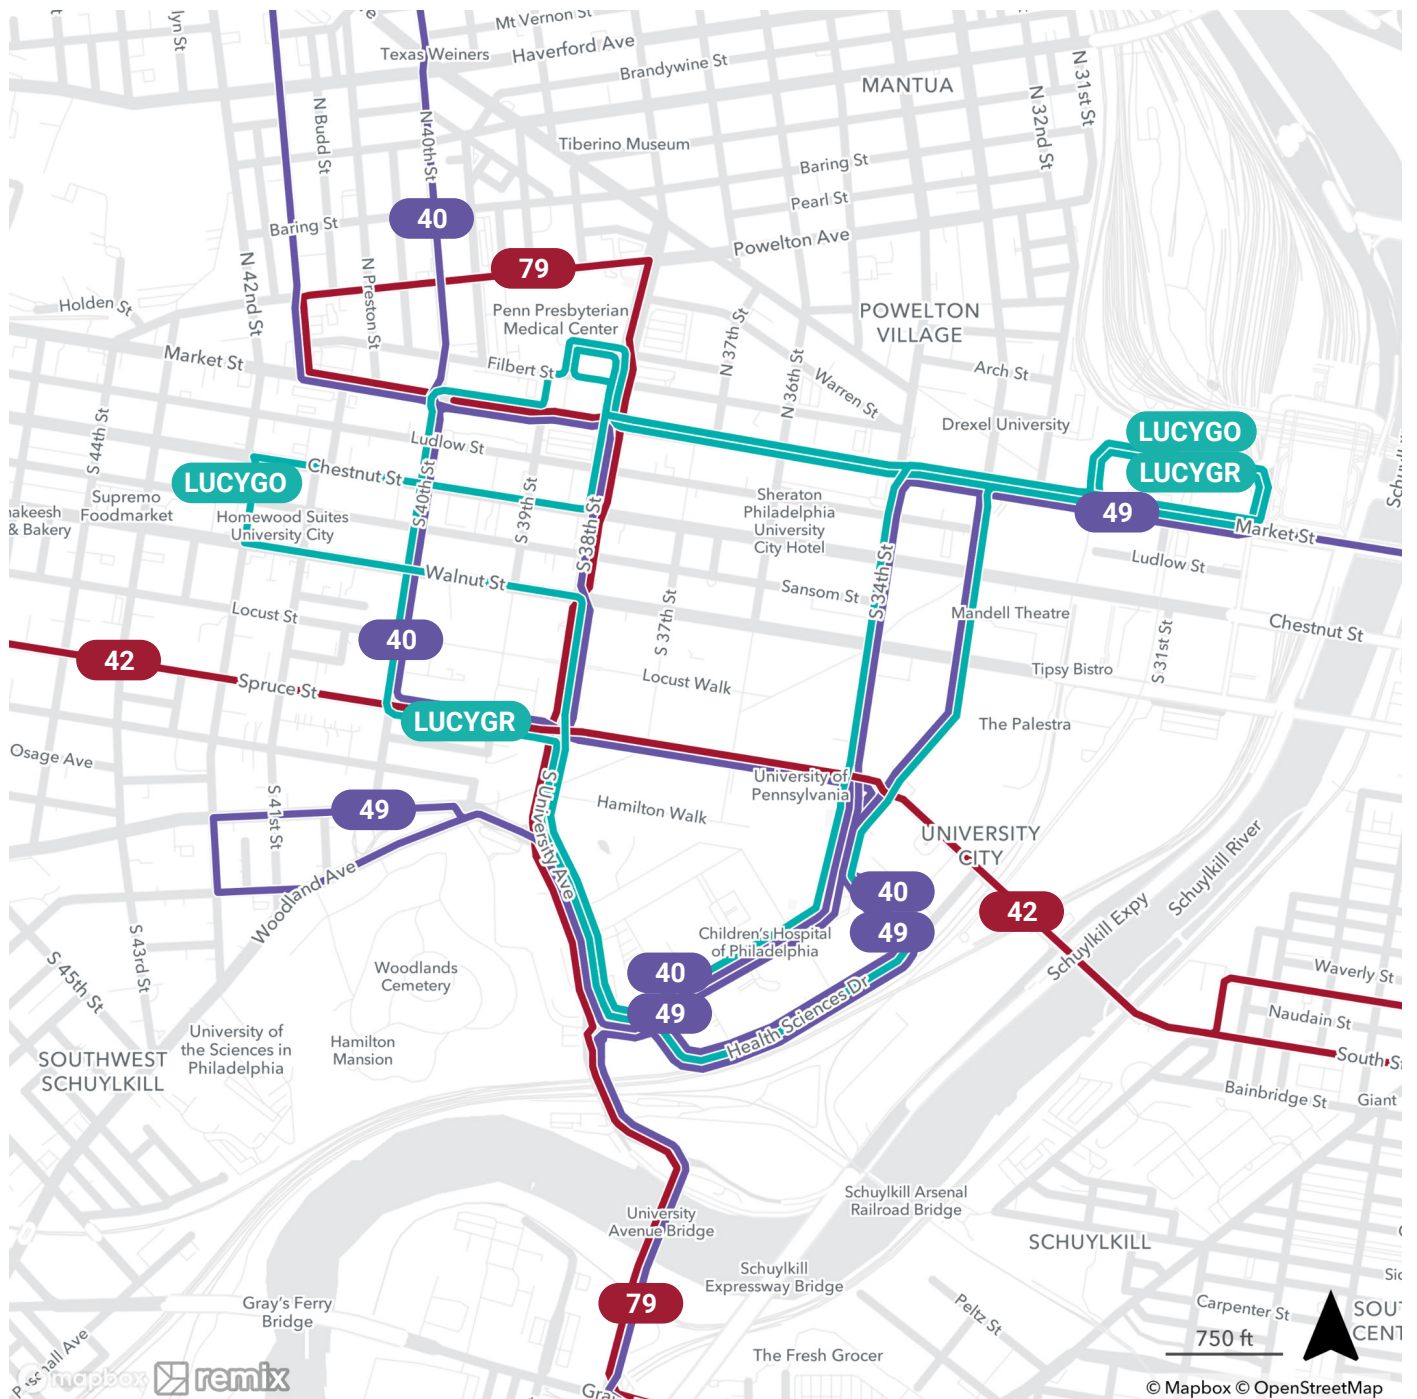 Mt Vernon St
Haverford Ave
Texas Weiners
Brandywine St
MANTUA
N 31st St
N 32nd St
N Budd St
N 40th St
Tiberino Museum
Baring St
Pearl St
Powelton Ave
40
Baring St
79
N 42nd St
N Preston St
Holden St
Penn Presbyterian
Medical Center
POWELTON
VILLAGE
N 37th St
Market St
Filbert St
N 36th St
Warren St
Arch St
Drexel University
LUCYGO
LUCYGR
S 44th St
Ludlow St
Chestnut St
LUCYGO
S 40th St
S 39th St
S 38th St
Supremo
Foodmarket
& Bakery
Homewood Suites
University City
Sheraton
Philadelphia
University
City Hotel
49
Market St
Ludlow St
Walnut St
S 34th St
Sansom St
Locust St
S 37th St
Mandell Theatre
S 31st St
Chestnut St
40
42
Locust Walk
Tipsy Bistro
Spruce St
LUCYGR
The Palestra
Osage Ave
University of
Pennsylvania
S 41st St
49
S University Ave
Hamilton Walk
UNIVERSITY
CITY
Schuylkill River
Woodland Ave
40
49
42
Schuylkill Expy
S 43rd St
S 45th St
Children's Hospital
of Philadelphia
Woodlands
Cemetery
40
49
Waverly St
Naudain St
Health Sciences Dr
University of
the Sciences in
Philadelphia
Hamilton
Mansion
SOUTHWEST
SCHUYLKILL
South St
Bainbridge St
Giant
Schuylkill Arsenal
Railroad Bridge
University
Avenue Bridge
SCHUYLKILL
Schuylkill
Expressway Bridge
79
Gray's Ferry
Bridge
Peltz St
Carpenter St
750 ft
The Fresh Grocer
mapbox
remix
© Mapbox © OpenStreetMap